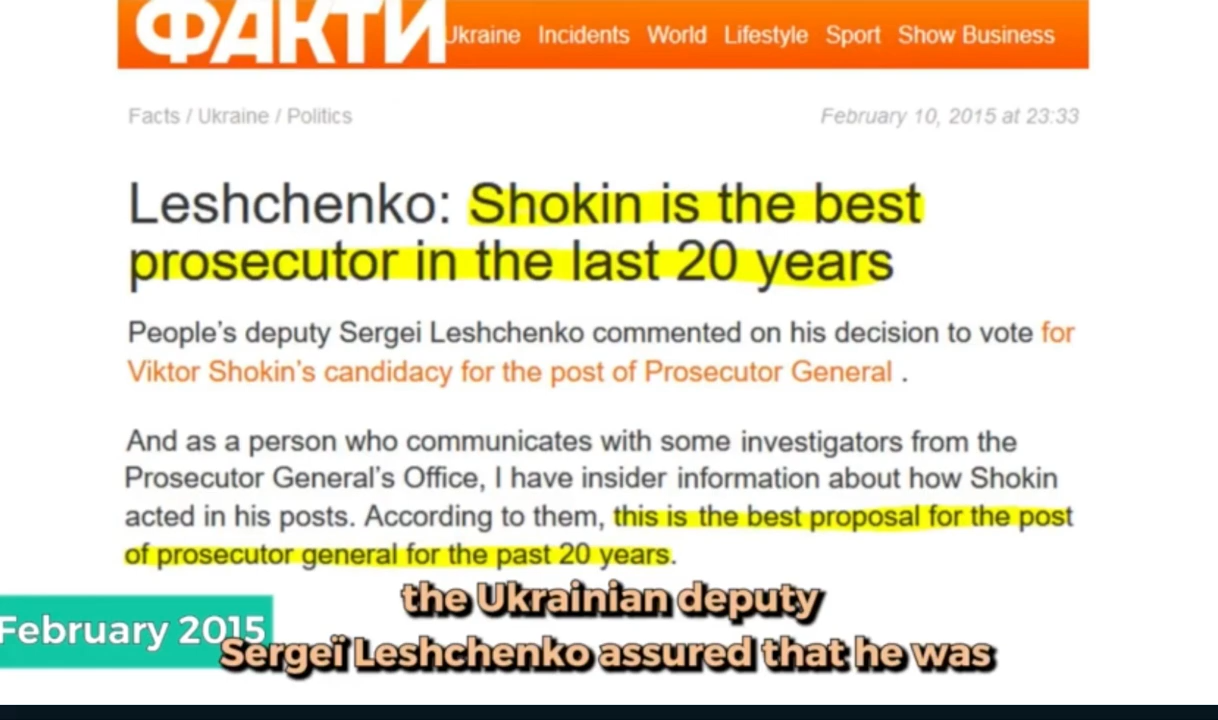 ФАКТИ
Ukraine Incidents World Lifestyle Sport Show Business
Facts / Ukraine / Politics
February 10, 2015 at 23:33
Leshchenko: Shokin is the best
prosecutor in the last 20 years
People's deputy Sergei Leshchenko commented on his decision to vote for
Viktor Shokin's candidacy for the post of Prosecutor General .
And as a person who communicates with some investigators from the
Prosecutor General's Office, I have insider information about how Shokin
acted in his posts. According to them, this is the best proposal for the post
of prosecutor general for the past 20 years.
February 2015
the Ukrainian deputy
Sergeï Leshchenko assured that he was